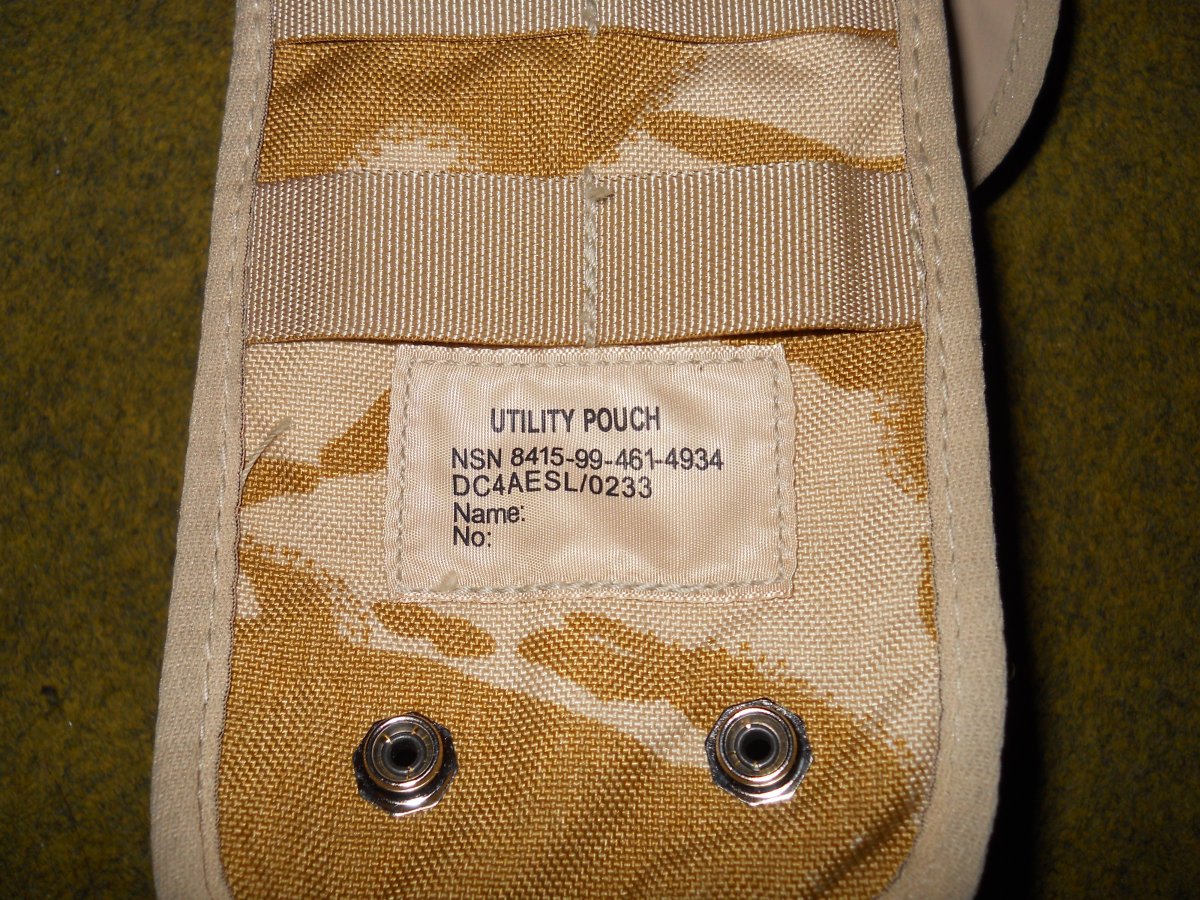 UTILITY POUCH
NSN 8415-99-461-4934
DC4AESL/0233
Name:
No: